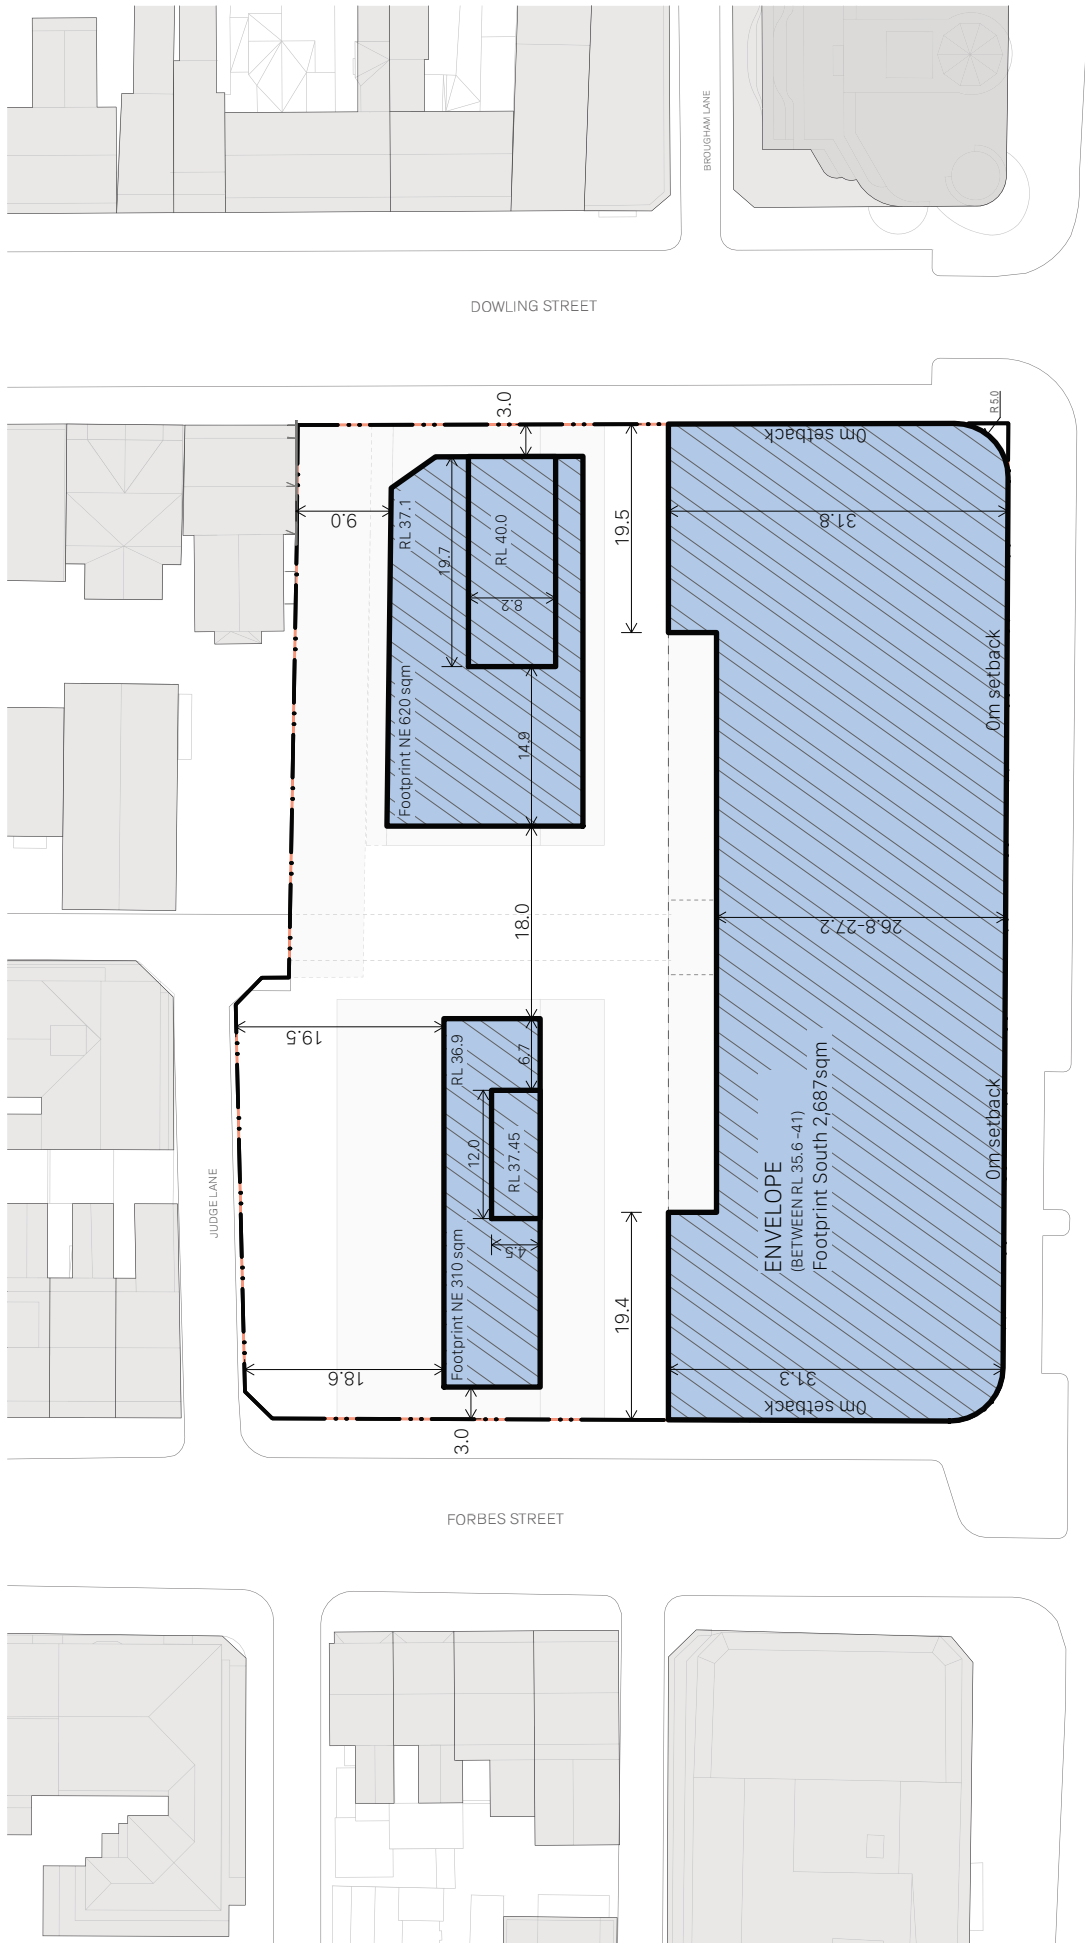 BROUGHAM LANE
DOWLING STREET
3.0
R 5.0
0m setback
9.0
RL 37.1
19.7
RL 40.0
8.2
19.5
31.8
0m setback
Footprint NE 620 sqm
14.9
18.0
26.8-27.2
19.5
RL 36.9
6.7
12.0
RL 37.45
4.5
Footprint NE 310 sqm
JUDGE LANE
ENVELOPE
(BETWEEN RL 35.6 -41)
Footprint South 2,687sqm
0m setback
19.4
18.6
31.3
0m setback
3.0
FORBES STREET